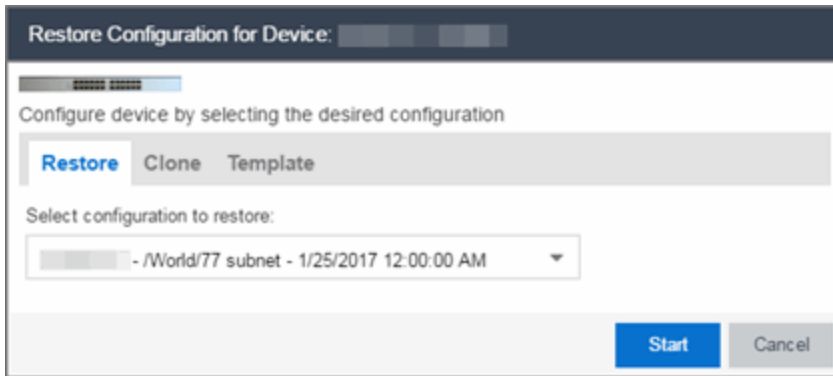 Restore Configuration for Device:
Configure device by selecting the desired configuration
Restore Clone Template
Select configuration to restore:
- /World/77 subnet - 1/25/2017 12:00:00 AM
Start Cancel